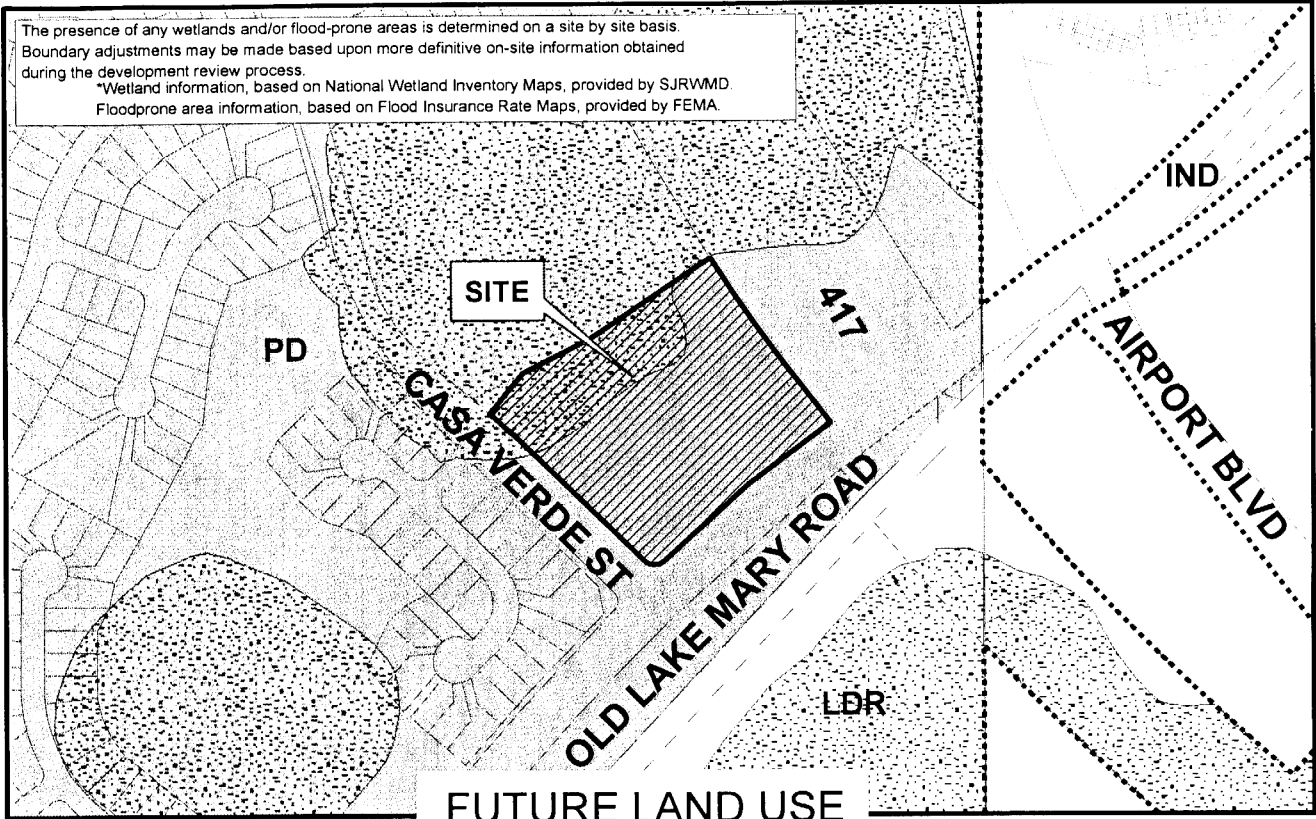 The presence of any wetlands and/or flood-prone areas is determined on a site by site basis.
Boundary adjustments may be made based upon more definitive on-site information obtained
during the development review process.
*Wetland information, based on National Wetland Inventory Maps, provided by SJRWMD.
Floodprone area information, based on Flood Insurance Rate Maps, provided by FEMA.
IND
SITE
417
PD
AIRPORT BLVD
CASA VERDE ST
OLD LAKE MARY ROAD
LDR
FUTURE LAND USE